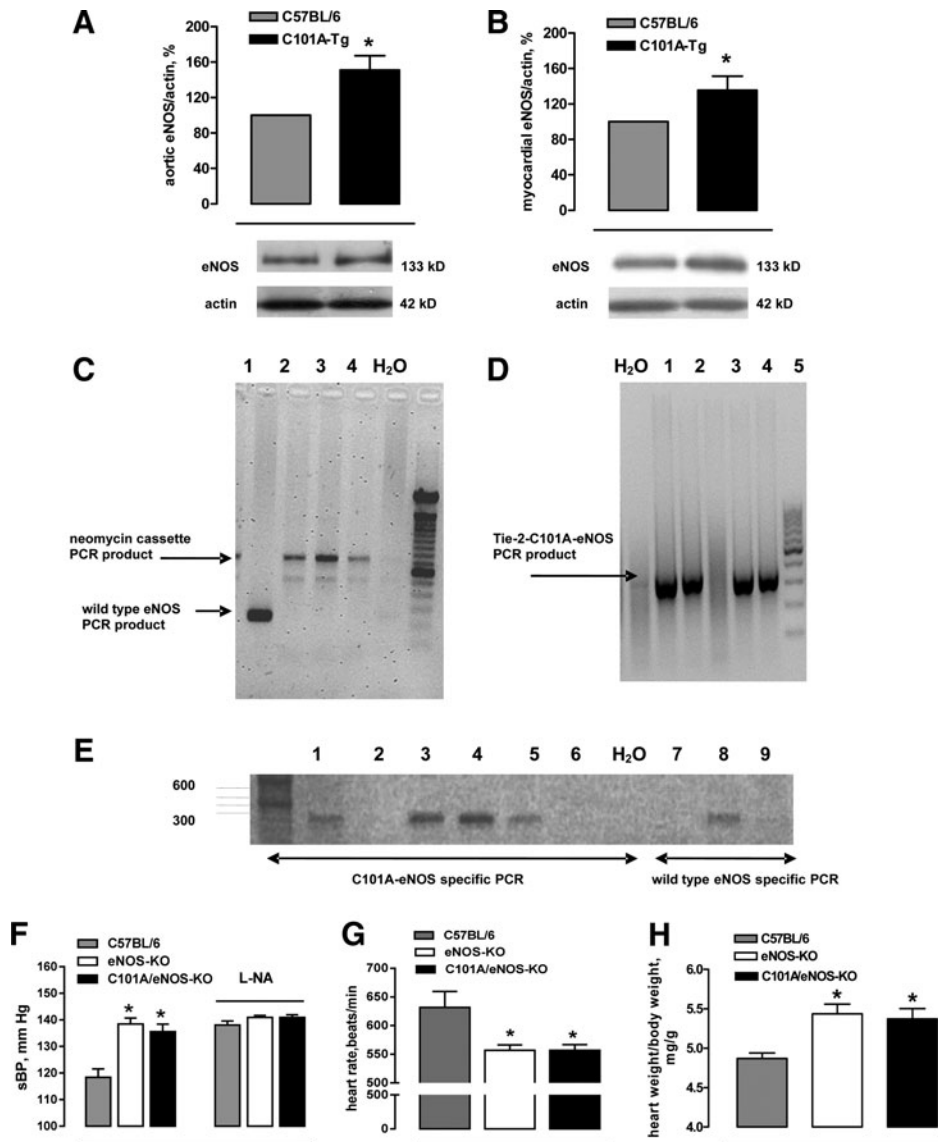 A
C57BL/6
C101A-Tg
*
aortic eNOS/actin, %
200
160
120
80
40
0
eNOS
133 kD
actin
42 kD
B
C57BL/6
C101A-Tg
*
myocardial eNOS/actin, %
200
160
120
80
40
0
eNOS
133 kD
actin
42 kD
C
1 2 3 4 H₂O
neomycin cassette
PCR product
wild type eNOS
PCR product
D
H₂O 1 2 3 4 5
Tie-2-C101A-eNOS
PCR product
E
1 2 3 4 5 6 H₂O 7 8 9
600
300
C101A-eNOS specific PCR
wild type eNOS specific PCR
F
C57BL/6
eNOS-KO
C101A/eNOS-KO
L-NA
* *
sBP, mm Hg
160
150
140
130
120
110
100
G
C57BL/6
eNOS-KO
C101A/eNOS-KO
* *
heart rate,beats/min
700
650
600
550
500
500
0
H
C57BL/6
eNOS-KO
C101A/eNOS-KO
* *
heart weight/body weight,
mg/g
6.0
5.5
5.0
4.5
4.0